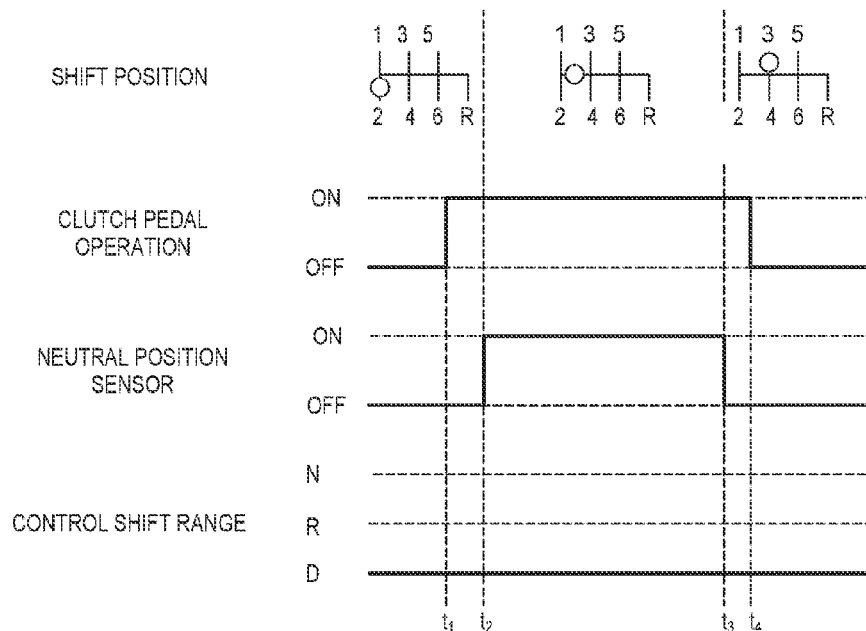 1 3 5 1 3 5 1 3 5
SHIFT POSITION
2 4 6 R 2 4 6 R 2 4 6 R
ON
CLUTCH PEDAL
OPERATION
OFF
ON
NEUTRAL POSITION
SENSOR
OFF
N
CONTROL SHIFT RANGE R
D
t1 t2 t3 t4